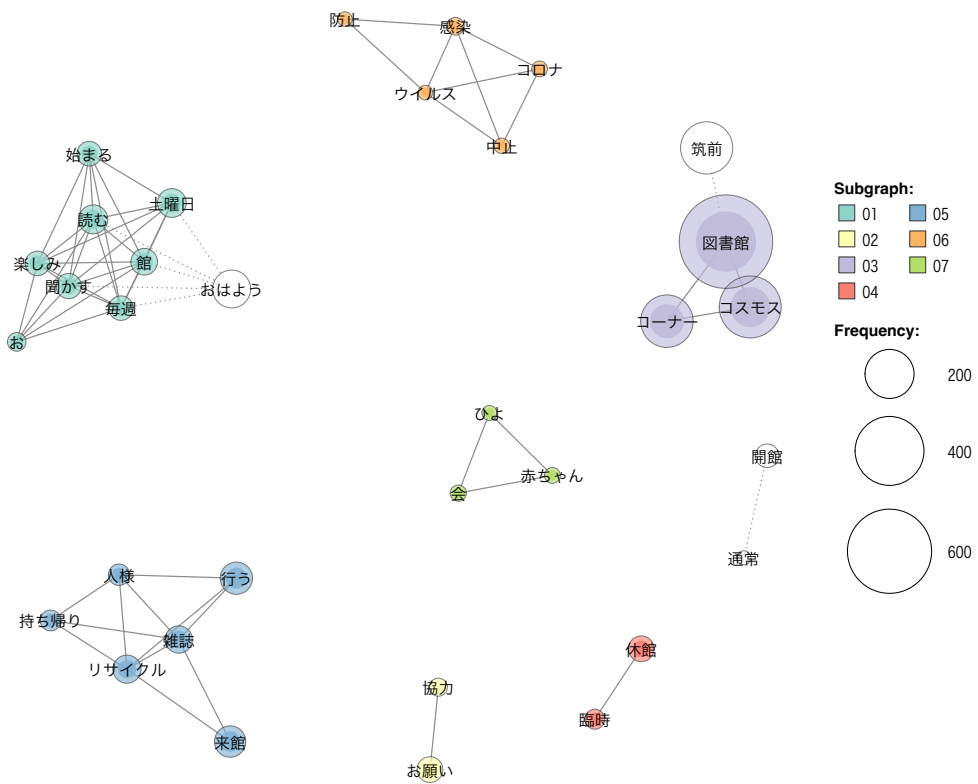 防止
感染
コロナ
ウイルス
中止
始まる
土曜日
読む
楽しみ
館
聞かす
おはよう
毎週
お
筑前
図書館
コスモス
コーナー
Subgraph:
01
05
02
06
03
07
04
Frequency:
200
400
600
ひよ
赤ちゃん
会
開館
通常
人様
行う
持ち帰り
雑誌
リサイクル
来館
協力
お願い
休館
臨時